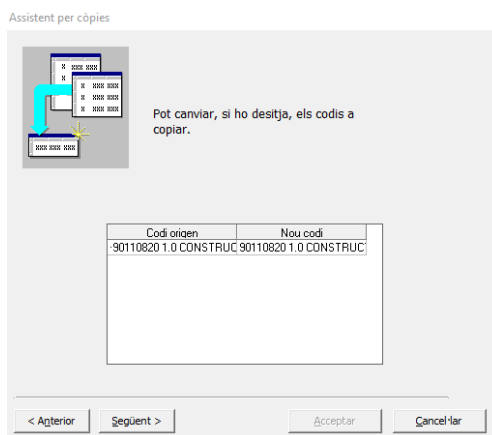 Assistent per còpies
Pot canviar, si ho desitja, els codis a
copiar.
Codi origen Nou codi
·90110820 1.0 CONSTRUC 90110820 1.0 CONSTRUC
< Anterior Següent > Acceptar Cancel·lar